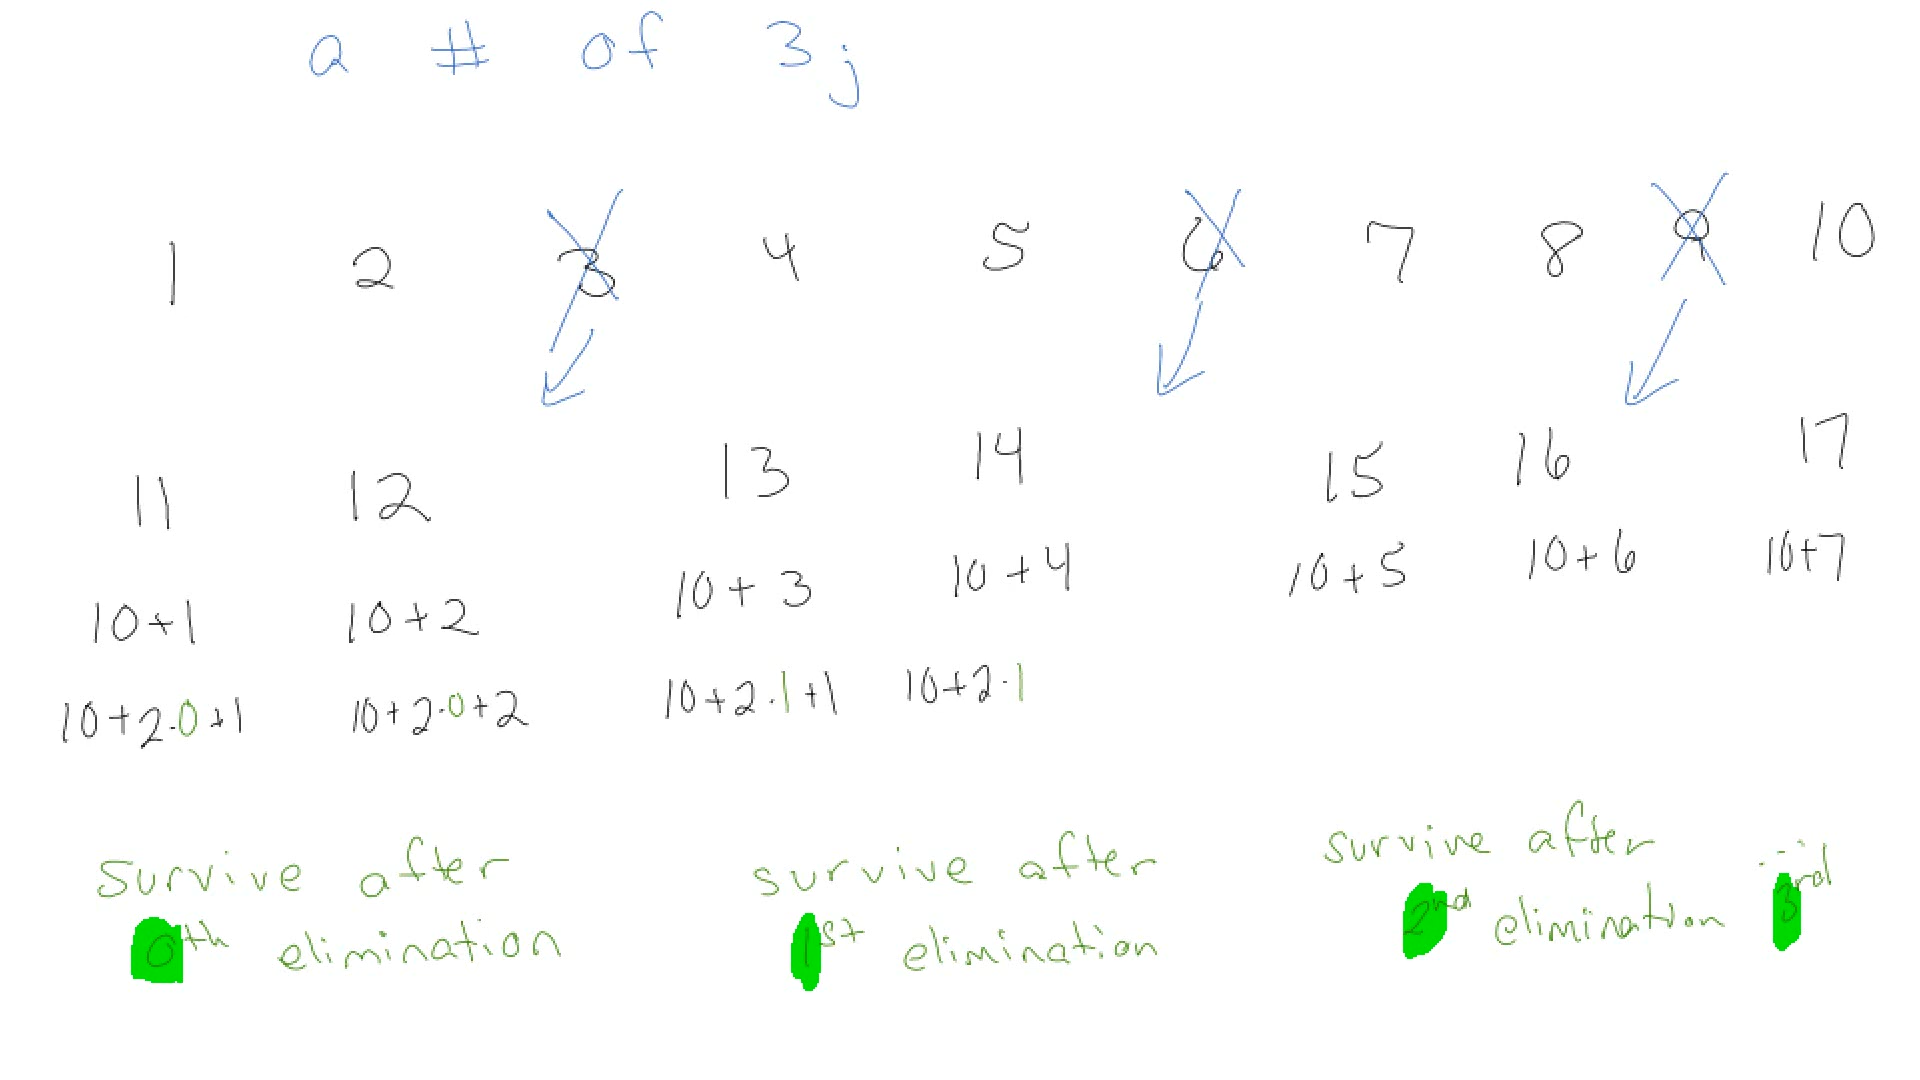 a # of 3j
1 2 3 4 5 6 7 8 9 10
11 12 13 14 15 16 17
10+1 10+2 10+3 10+4 10+5 10+6 10+7
10+2·0+1 10+2·0+2 10+2·1+1 10+2·1
survive after survive after survive after ...
0th elimination 1st elimination 2nd elimination 3rd